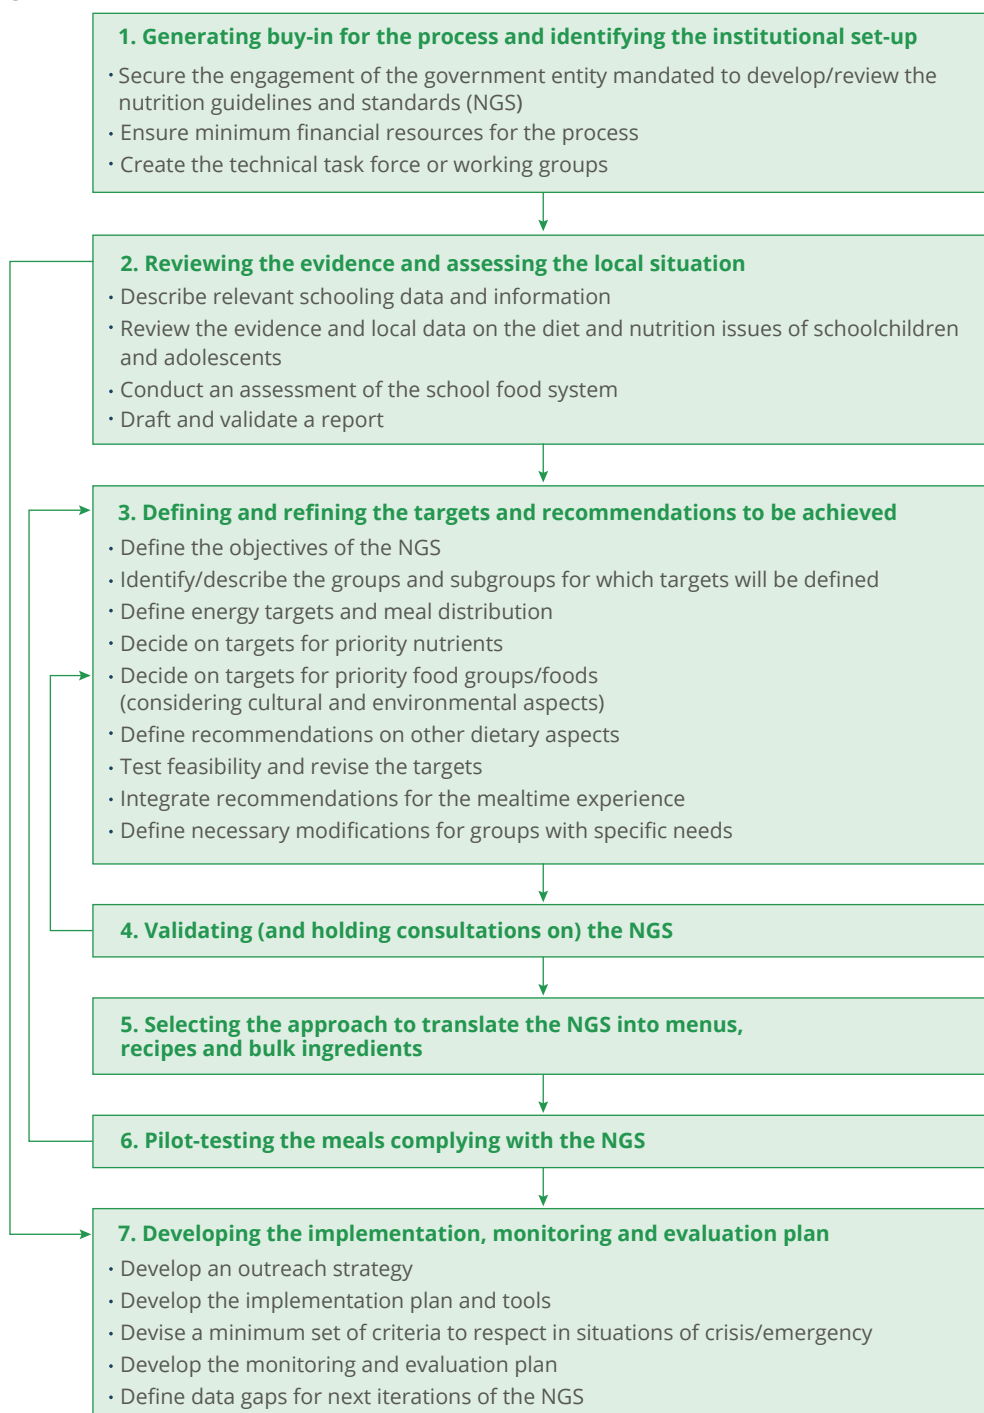 1. Generating buy-in for the process and identifying the institutional set-up
· Secure the engagement of the government entity mandated to develop/review the
nutrition guidelines and standards (NGS)
· Ensure minimum financial resources for the process
· Create the technical task force or working groups
2. Reviewing the evidence and assessing the local situation
· Describe relevant schooling data and information
· Review the evidence and local data on the diet and nutrition issues of schoolchildren
and adolescents
· Conduct an assessment of the school food system
· Draft and validate a report
3. Defining and refining the targets and recommendations to be achieved
· Define the objectives of the NGS
· Identify/describe the groups and subgroups for which targets will be defined
· Define energy targets and meal distribution
· Decide on targets for priority nutrients
· Decide on targets for priority food groups/foods
(considering cultural and environmental aspects)
· Define recommendations on other dietary aspects
· Test feasibility and revise the targets
· Integrate recommendations for the mealtime experience
· Define necessary modifications for groups with specific needs
4. Validating (and holding consultations on) the NGS
5. Selecting the approach to translate the NGS into menus,
recipes and bulk ingredients
6. Pilot-testing the meals complying with the NGS
7. Developing the implementation, monitoring and evaluation plan
· Develop an outreach strategy
· Develop the implementation plan and tools
· Devise a minimum set of criteria to respect in situations of crisis/emergency
· Develop the monitoring and evaluation plan
· Define data gaps for next iterations of the NGS